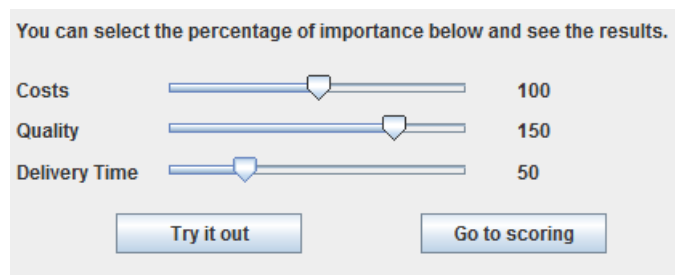 You can select the percentage of importance below and see the results.
Costs 100
Quality 150
Delivery Time 50
Try it out Go to scoring